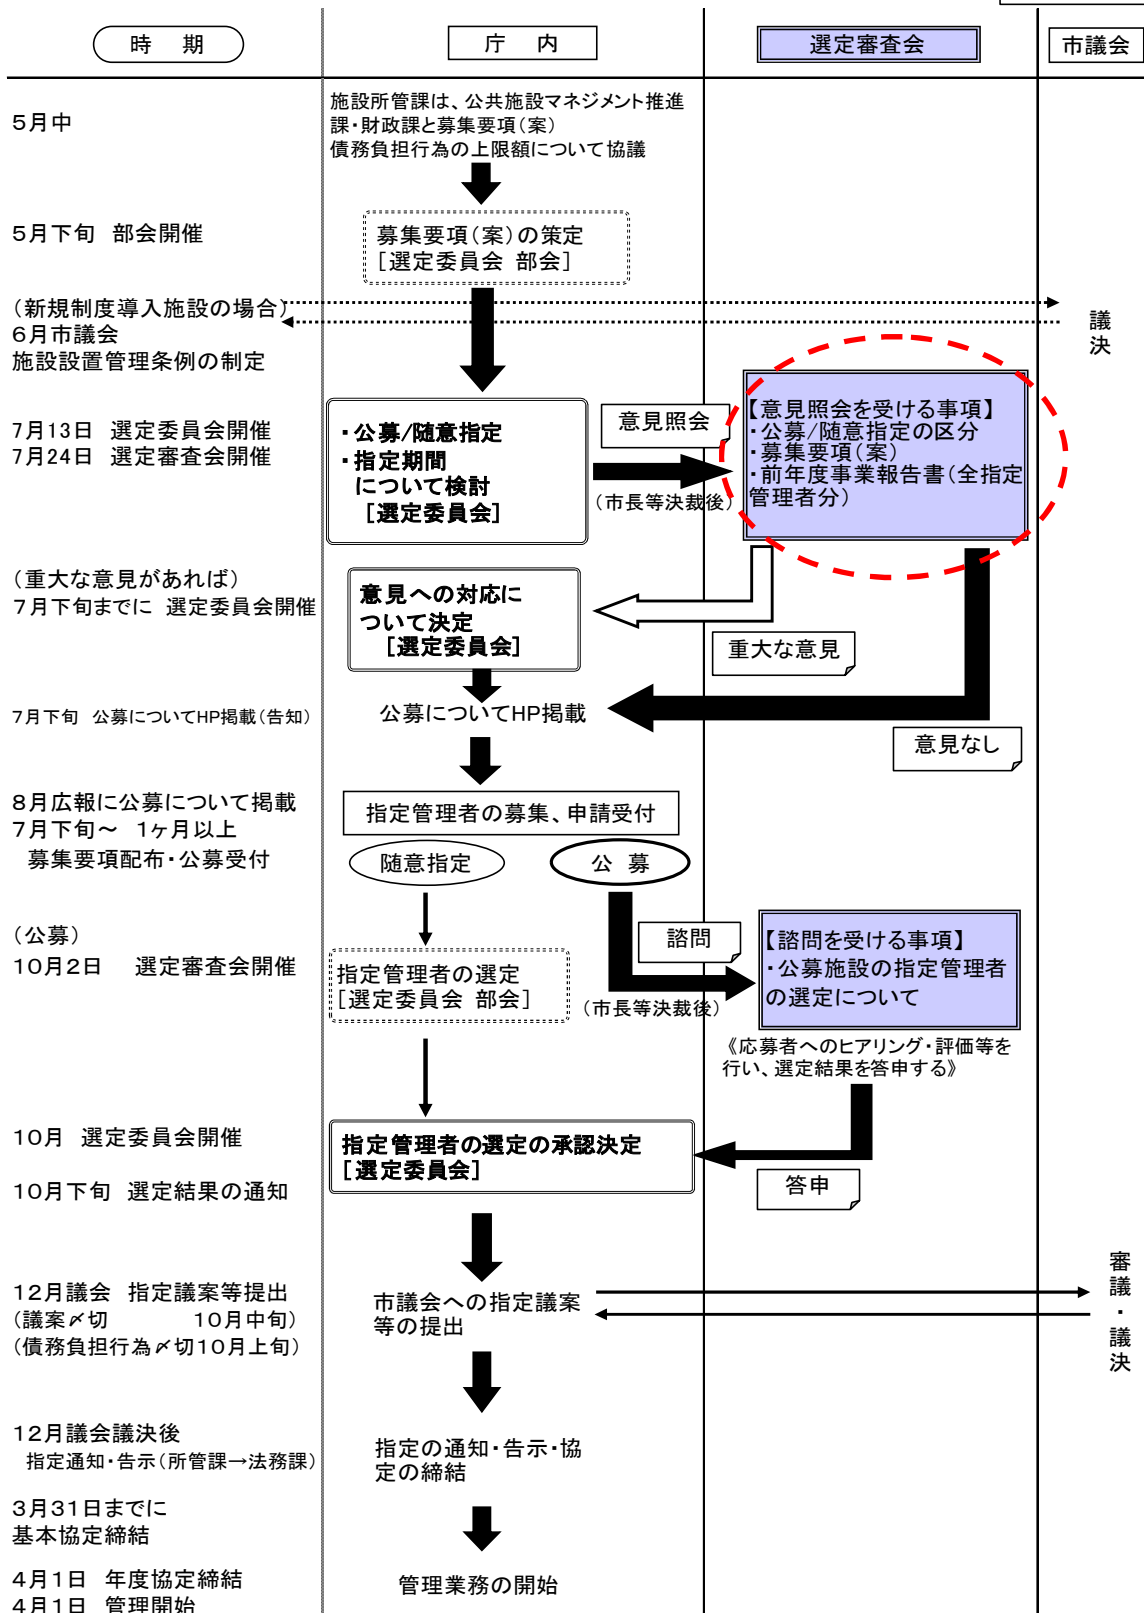 時 期
庁 内
選定審査会
市議会
5月中
施設所管課は、公共施設マネジメント推進
課・財政課と募集要項(案)
債務負担行為の上限額について協議
5月下旬 部会開催
募集要項(案)の策定
[選定委員会 部会]
(新規制度導入施設の場合)
6月市議会
施設設置管理条例の制定
議決
7月13日 選定委員会開催
7月24日 選定審査会開催
・公募/随意指定
・指定期間
について検討
[選定委員会]
意見照会
(市長等決裁後)
【意見照会を受ける事項】
・公募/随意指定の区分
・募集要項(案)
・前年度事業報告書(全指定
管理者分)
(重大な意見があれば)
7月下旬までに 選定委員会開催
意見への対応に
ついて決定
[選定委員会]
重大な意見
7月下旬 公募についてHP掲載(告知)
公募についてHP掲載
意見なし
8月広報に公募について掲載
7月下旬~ 1ヶ月以上
募集要項配布・公募受付
指定管理者の募集、申請受付
随意指定
公 募
(公募)
10月2日 選定審査会開催
指定管理者の選定
[選定委員会 部会]
諮問
(市長等決裁後)
【諮問を受ける事項】
・公募施設の指定管理者
の選定について
《応募者へのヒアリング・評価等を
行い、選定結果を答申する》
10月 選定委員会開催
10月下旬 選定結果の通知
指定管理者の選定の承認決定
[選定委員会]
答申
12月議会 指定議案等提出
(議案〆切 10月中旬)
(債務負担行為〆切10月上旬)
市議会への指定議案
等の提出
審議・議決
12月議会議決後
指定通知・告示(所管課→法務課)
指定の通知・告示・協
定の締結
3月31日までに
基本協定締結
4月1日 年度協定締結
4月1日 管理開始
管理業務の開始